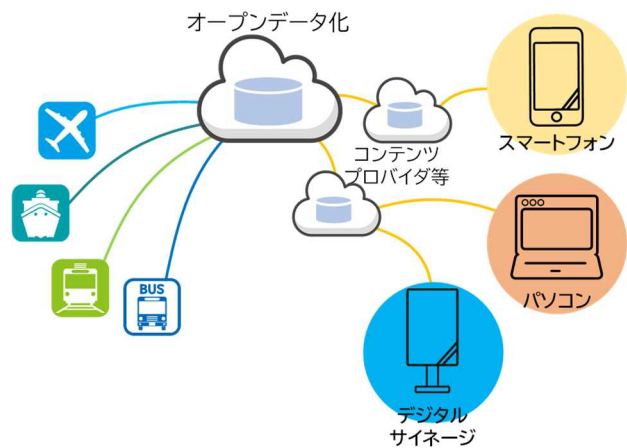 オープンデータ化
スマートフォン
コンテンツ
プロバイダ等
パソコン
BUS
デジタル
サイネージ